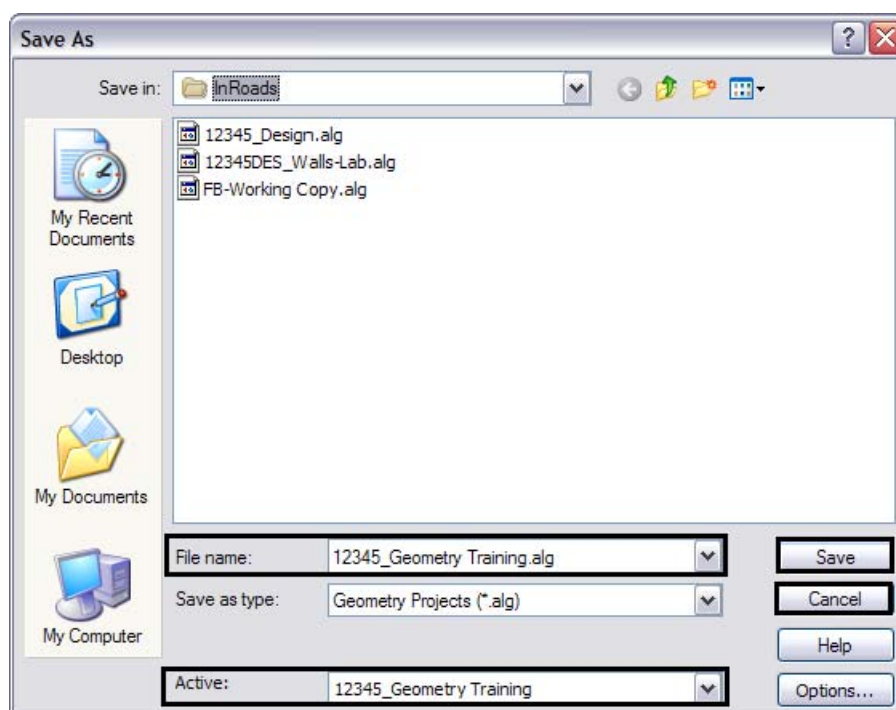 Save As
?
Save in: InRoads
12345_Design.alg
12345DES_Walls-Lab.alg
FB-Working Copy.alg
My Recent
Documents
Desktop
My Documents
My Computer
File name: 12345_Geometry Training.alg Save
Save as type: Geometry Projects (*.alg) Cancel
Help
Active: 12345_Geometry Training Options...